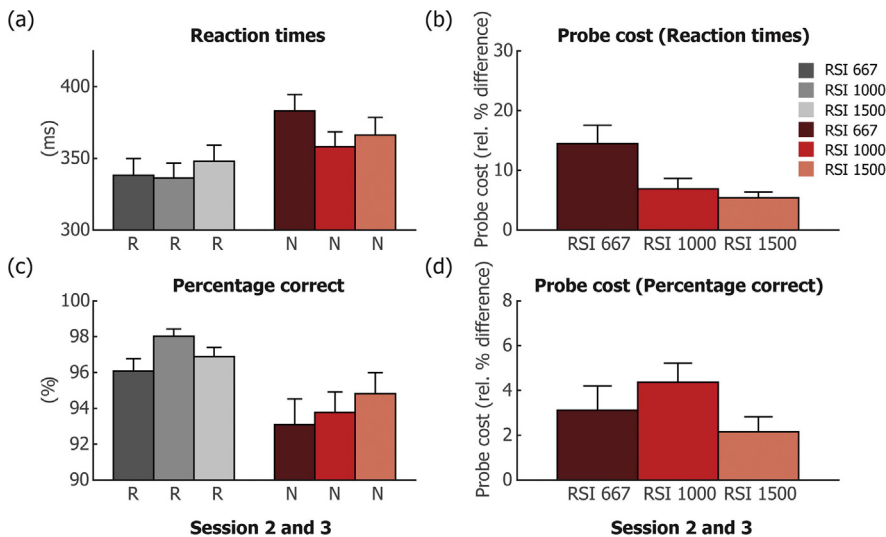 (a)
Reaction times
400
350
300
(ms)
R R R N N N
(b)
Probe cost (Reaction times)
30
20
10
0
Probe cost (rel. % difference)
RSI 667 RSI 1000 RSI 1500
RSI 667
RSI 1000
RSI 1500
RSI 667
RSI 1000
RSI 1500
(c)
Percentage correct
100
98
96
94
92
90
(%)
R R R N N N
Session 2 and 3
(d)
Probe cost (Percentage correct)
8
6
4
2
0
Probe cost (rel. % difference)
RSI 667 RSI 1000 RSI 1500
Session 2 and 3